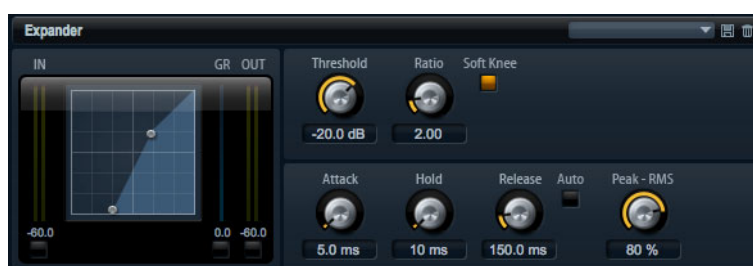 Expander
IN GR OUT
-60.0 0.0 -60.0
Threshold Ratio Soft Knee
-20.0 dB 2.00
Attack Hold Release Auto Peak - RMS
5.0 ms 10 ms 150.0 ms 80 %